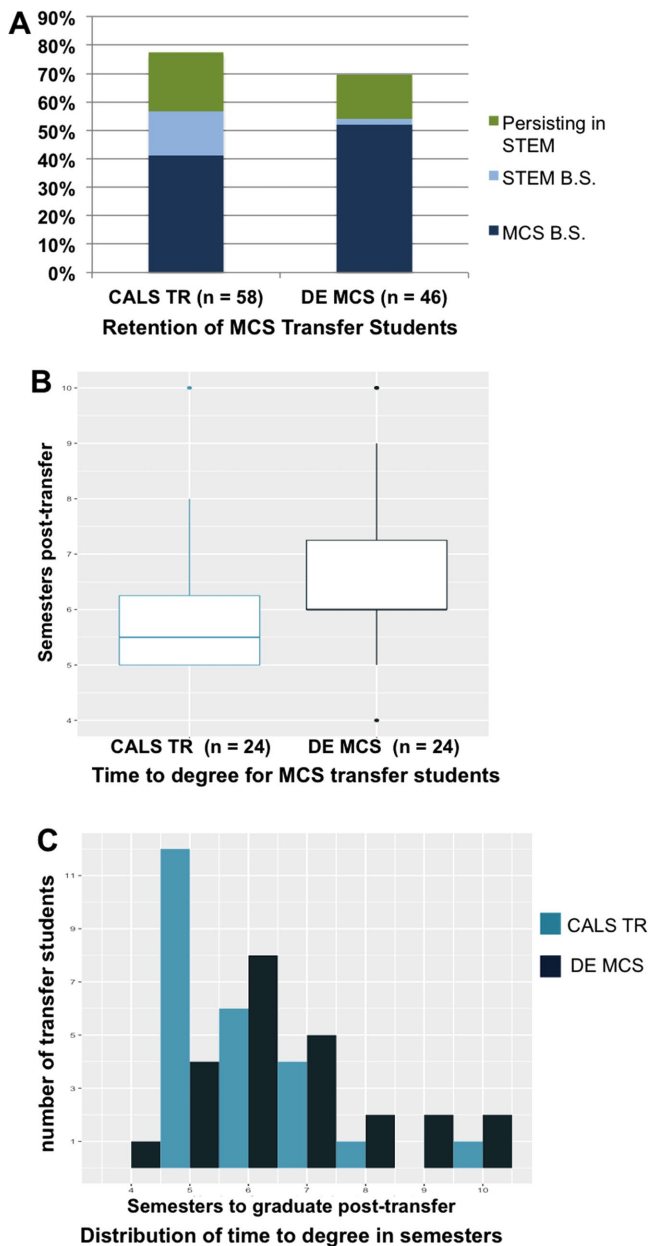 A
90%
80%
70%
60%
50%
40%
30%
20%
10%
0%
Persisting in
STEM
STEM B.S.
MCS B.S.
CALS TR (n = 58) DE MCS (n = 46)
Retention of MCS Transfer Students
B
Semesters post-transfer
10
9
8
7
6
5
4
CALS TR (n = 24) DE MCS (n = 24)
Time to degree for MCS transfer students
C
number of transfer students
11
9
7
5
3
1
CALS TR
DE MCS
4 5 6 7 8 9 10
Semesters to graduate post-transfer
Distribution of time to degree in semesters